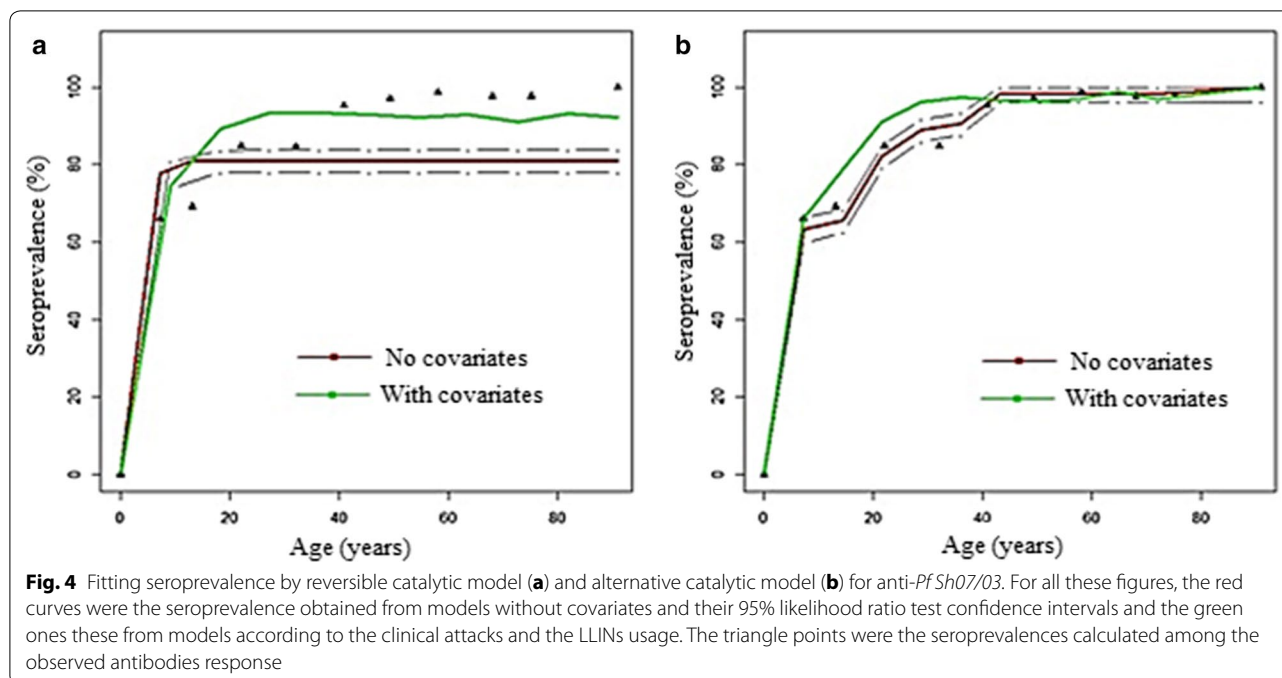 a
b
100
80
60
40
20
0
Seroprevalence (%)
No covariates
With covariates
0 20 40 60 80
Age (years)
100
80
60
40
20
0
Seroprevalence (%)
No covariates
With covariates
0 20 40 60 80
Age (years)
Fig. 4 Fitting seroprevalence by reversible catalytic model (a) and alternative catalytic model (b) for anti-Pf Sh07/03. For all these figures, the red
curves were the seroprevalence obtained from models without covariates and their 95% likelihood ratio test confidence intervals and the green
ones these from models according to the clinical attacks and the LLINs usage. The triangle points were the seroprevalences calculated among the
observed antibodies response